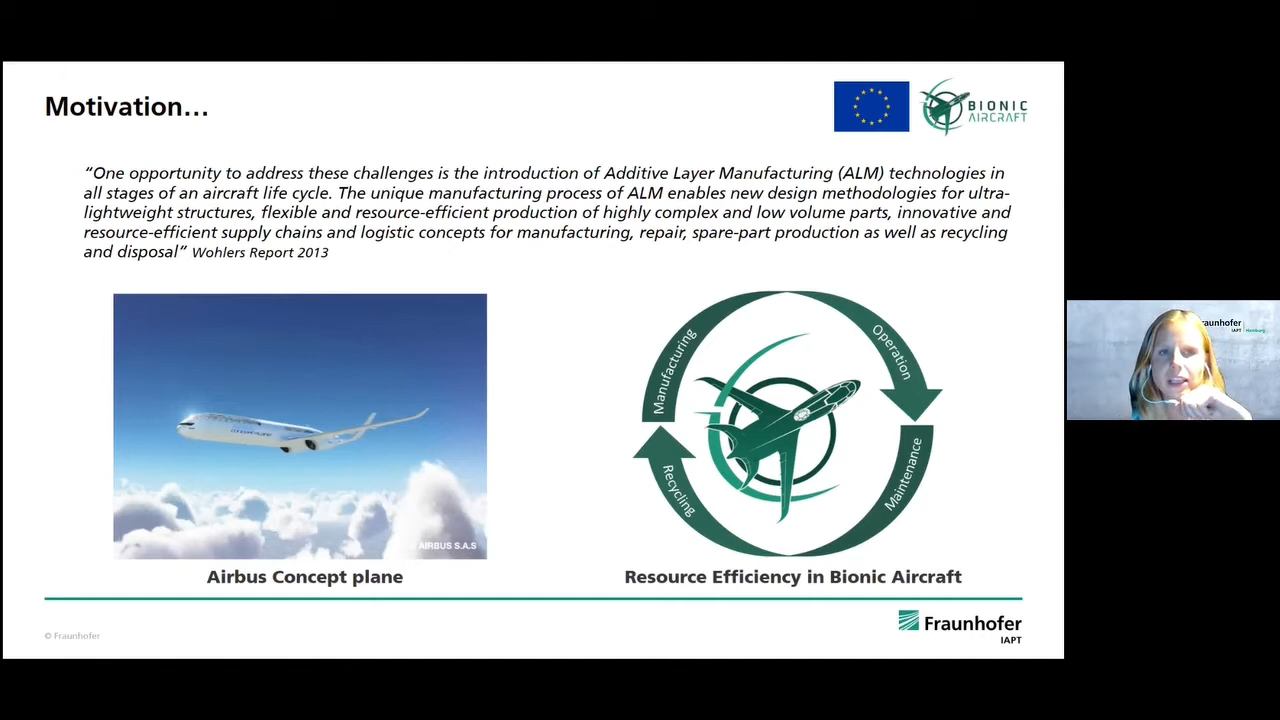 Motivation...
BIONIC
AIRCRAFT
“One opportunity to address these challenges is the introduction of Additive Layer Manufacturing (ALM) technologies in
all stages of an aircraft life cycle. The unique manufacturing process of ALM enables new design methodologies for ultra-
lightweight structures, flexible and resource-efficient production of highly complex and low volume parts, innovative and
resource-efficient supply chains and logistic concepts for manufacturing, repair, spare-part production as well as recycling
and disposal” Wohlers Report 2013
AIRBUS S.A.S
Manufacturing
Operation
Maintenance
Recycling
Airbus Concept plane
Resource Efficiency in Bionic Aircraft
© Fraunhofer
Fraunhofer
IAPT
raunhofer
IAPT Hamburg